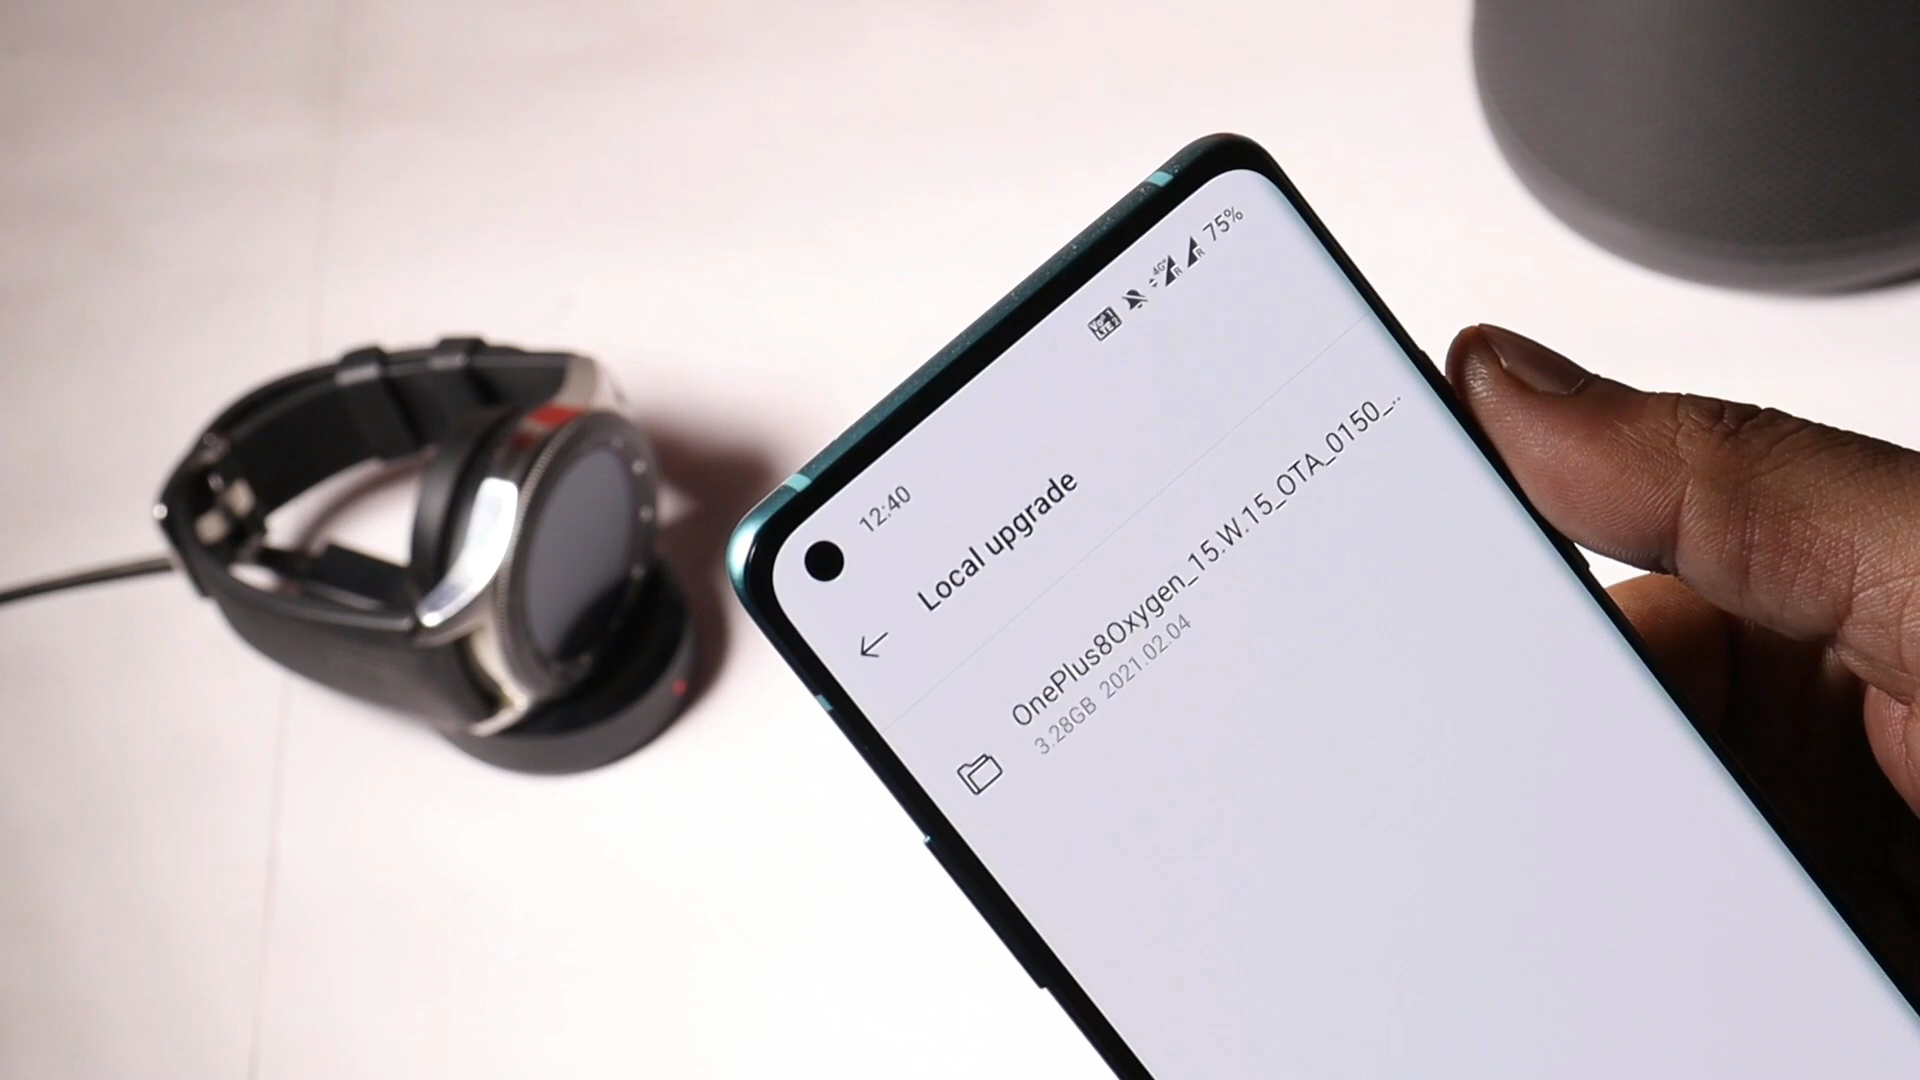 12:40
75%
Local upgrade
OnePlus8Oxygen_15.W.15_OTA_0150_..
3.28GB 2021.02.04